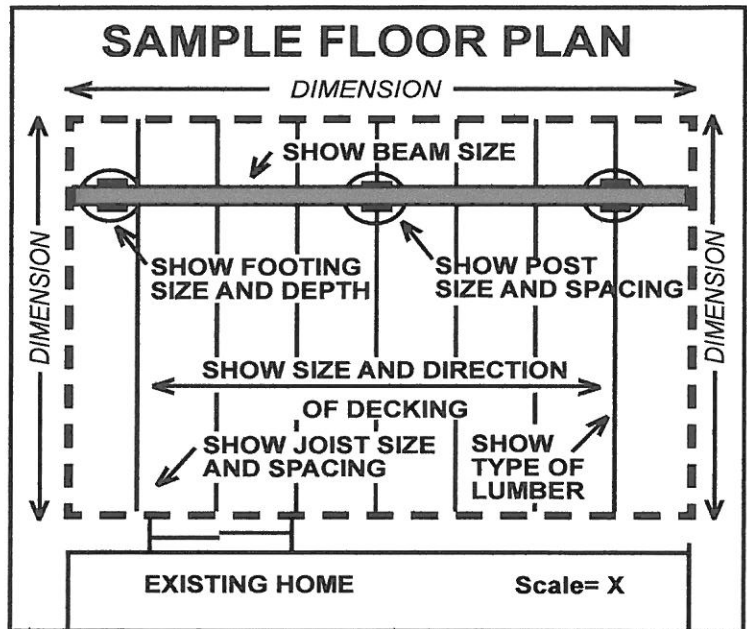 SAMPLE FLOOR PLAN
DIMENSION
SHOW BEAM SIZE
DIMENSION
SHOW FOOTING
SIZE AND DEPTH
SHOW POST
SIZE AND SPACING
DIMENSION
SHOW SIZE AND DIRECTION
OF DECKING
SHOW JOIST SIZE
AND SPACING
SHOW
TYPE OF
LUMBER
EXISTING HOME
Scale= X